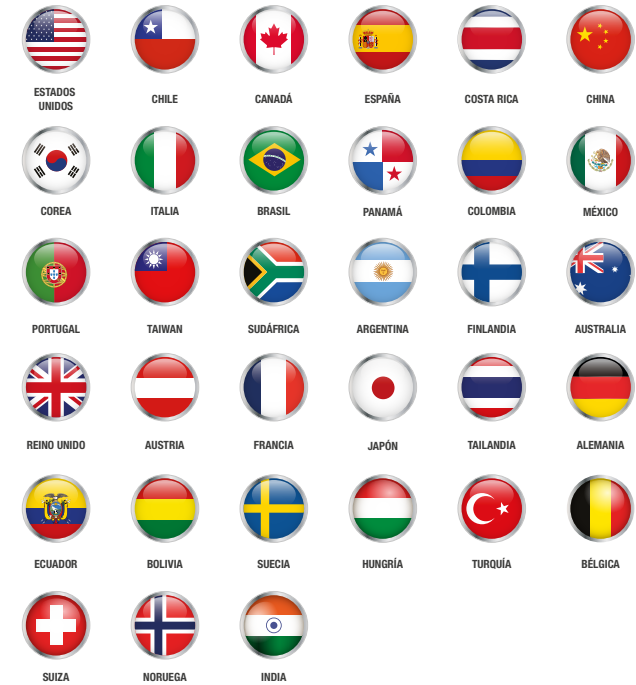 ESTADOS
UNIDOS
CHILE
CANADÁ
ESPAÑA
COSTA RICA
CHINA
COREA
ITALIA
BRASIL
PANAMÁ
COLOMBIA
MÉXICO
PORTUGAL
TAIWAN
SUDÁFRICA
ARGENTINA
FINLANDIA
AUSTRALIA
REINO UNIDO
AUSTRIA
FRANCIA
JAPÓN
TAILANDIA
ALEMANIA
ECUADOR
BOLIVIA
SUECIA
HUNGRÍA
TURQUÍA
BÉLGICA
SUIZA
NORUEGA
INDIA